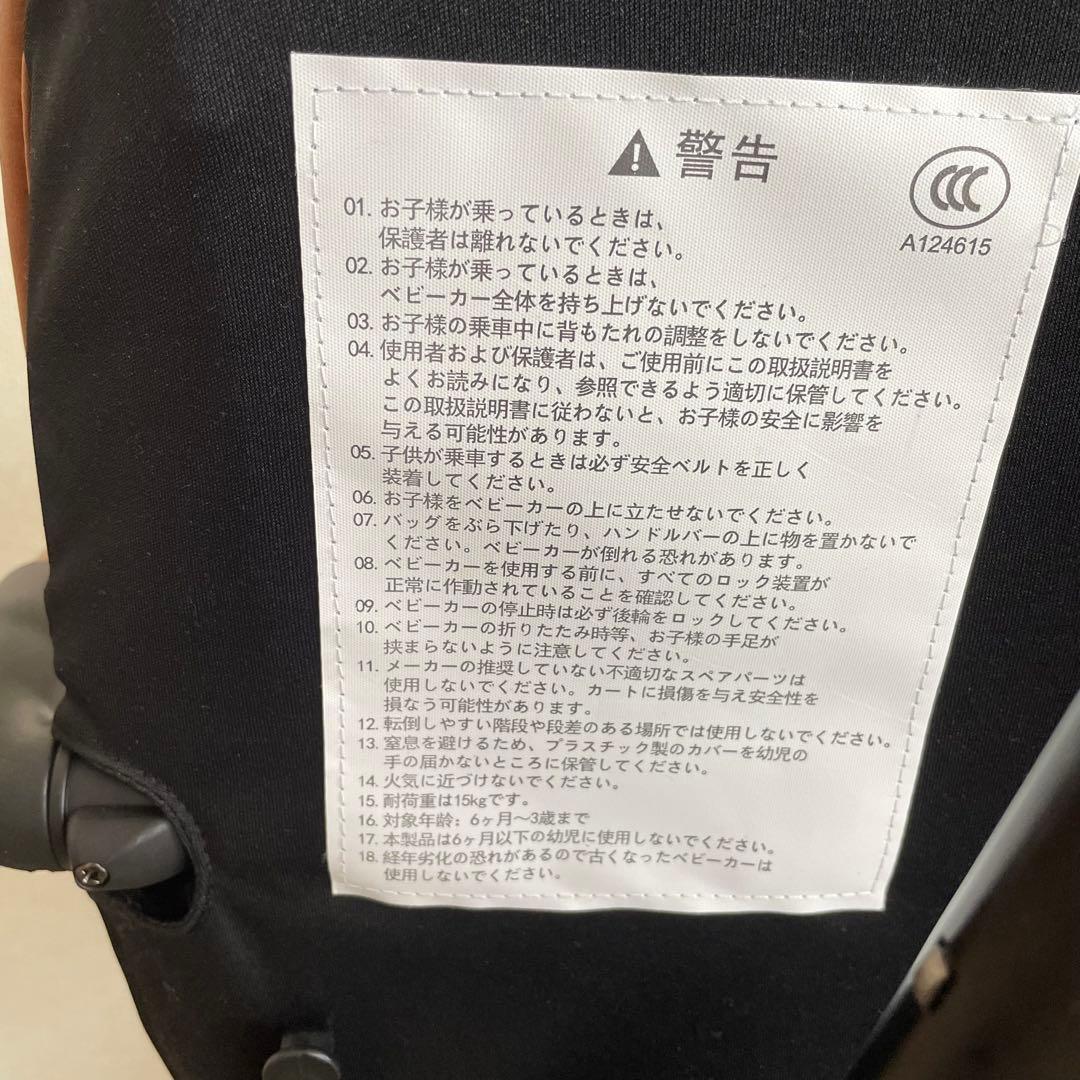 警告
CCC
A124615
01. お子様が乗っているときは、
保護者は離れないでください。
02. お子様が乗っているときは、
ベビーカー全体を持ち上げないでください。
03. お子様の乗車中に背もたれの調整をしないでください。
04. 使用者および保護者は、ご使用前にこの取扱説明書を
よくお読みになり、参照できるよう適切に保管してください。
この取扱説明書に従わないと、お子様の安全に影響を
与える可能性があります。
05. 子供が乗車するときは必ず安全ベルトを正しく
装着してください。
06. お子様をベビーカーの上に立たせないでください。
07. バッグをぶら下げたり、ハンドルバーの上に物を置かないで
ください。ベビーカーが倒れる恐れがあります。
08. ベビーカーを使用する前に、すべてのロック装置が
正常に作動されていることを確認してください。
09. ベビーカーの停止時は必ず後輪をロックしてください。
10. ベビーカーの折りたたみ時等、お子様の手足が
挟まらないように注意してください。
11. メーカーの推奨していない不適切なスペアパーツは
使用しないでください。カートに損傷を与え安全性を
損なう可能性があります。
12. 転倒しやすい階段や段差のある場所では使用しないでください。
13. 窒息を避けるため、プラスチック製のカバーを幼児の
手の届かないところに保管してください。
14. 火気に近づけないでください。
15. 耐荷重は15kgです。
16. 対象年齢：6ヶ月〜3歳まで
17. 本製品は6ヶ月以下の幼児に使用しないでください。
18. 経年劣化の恐れがあるので古くなったベビーカーは
使用しないでください。